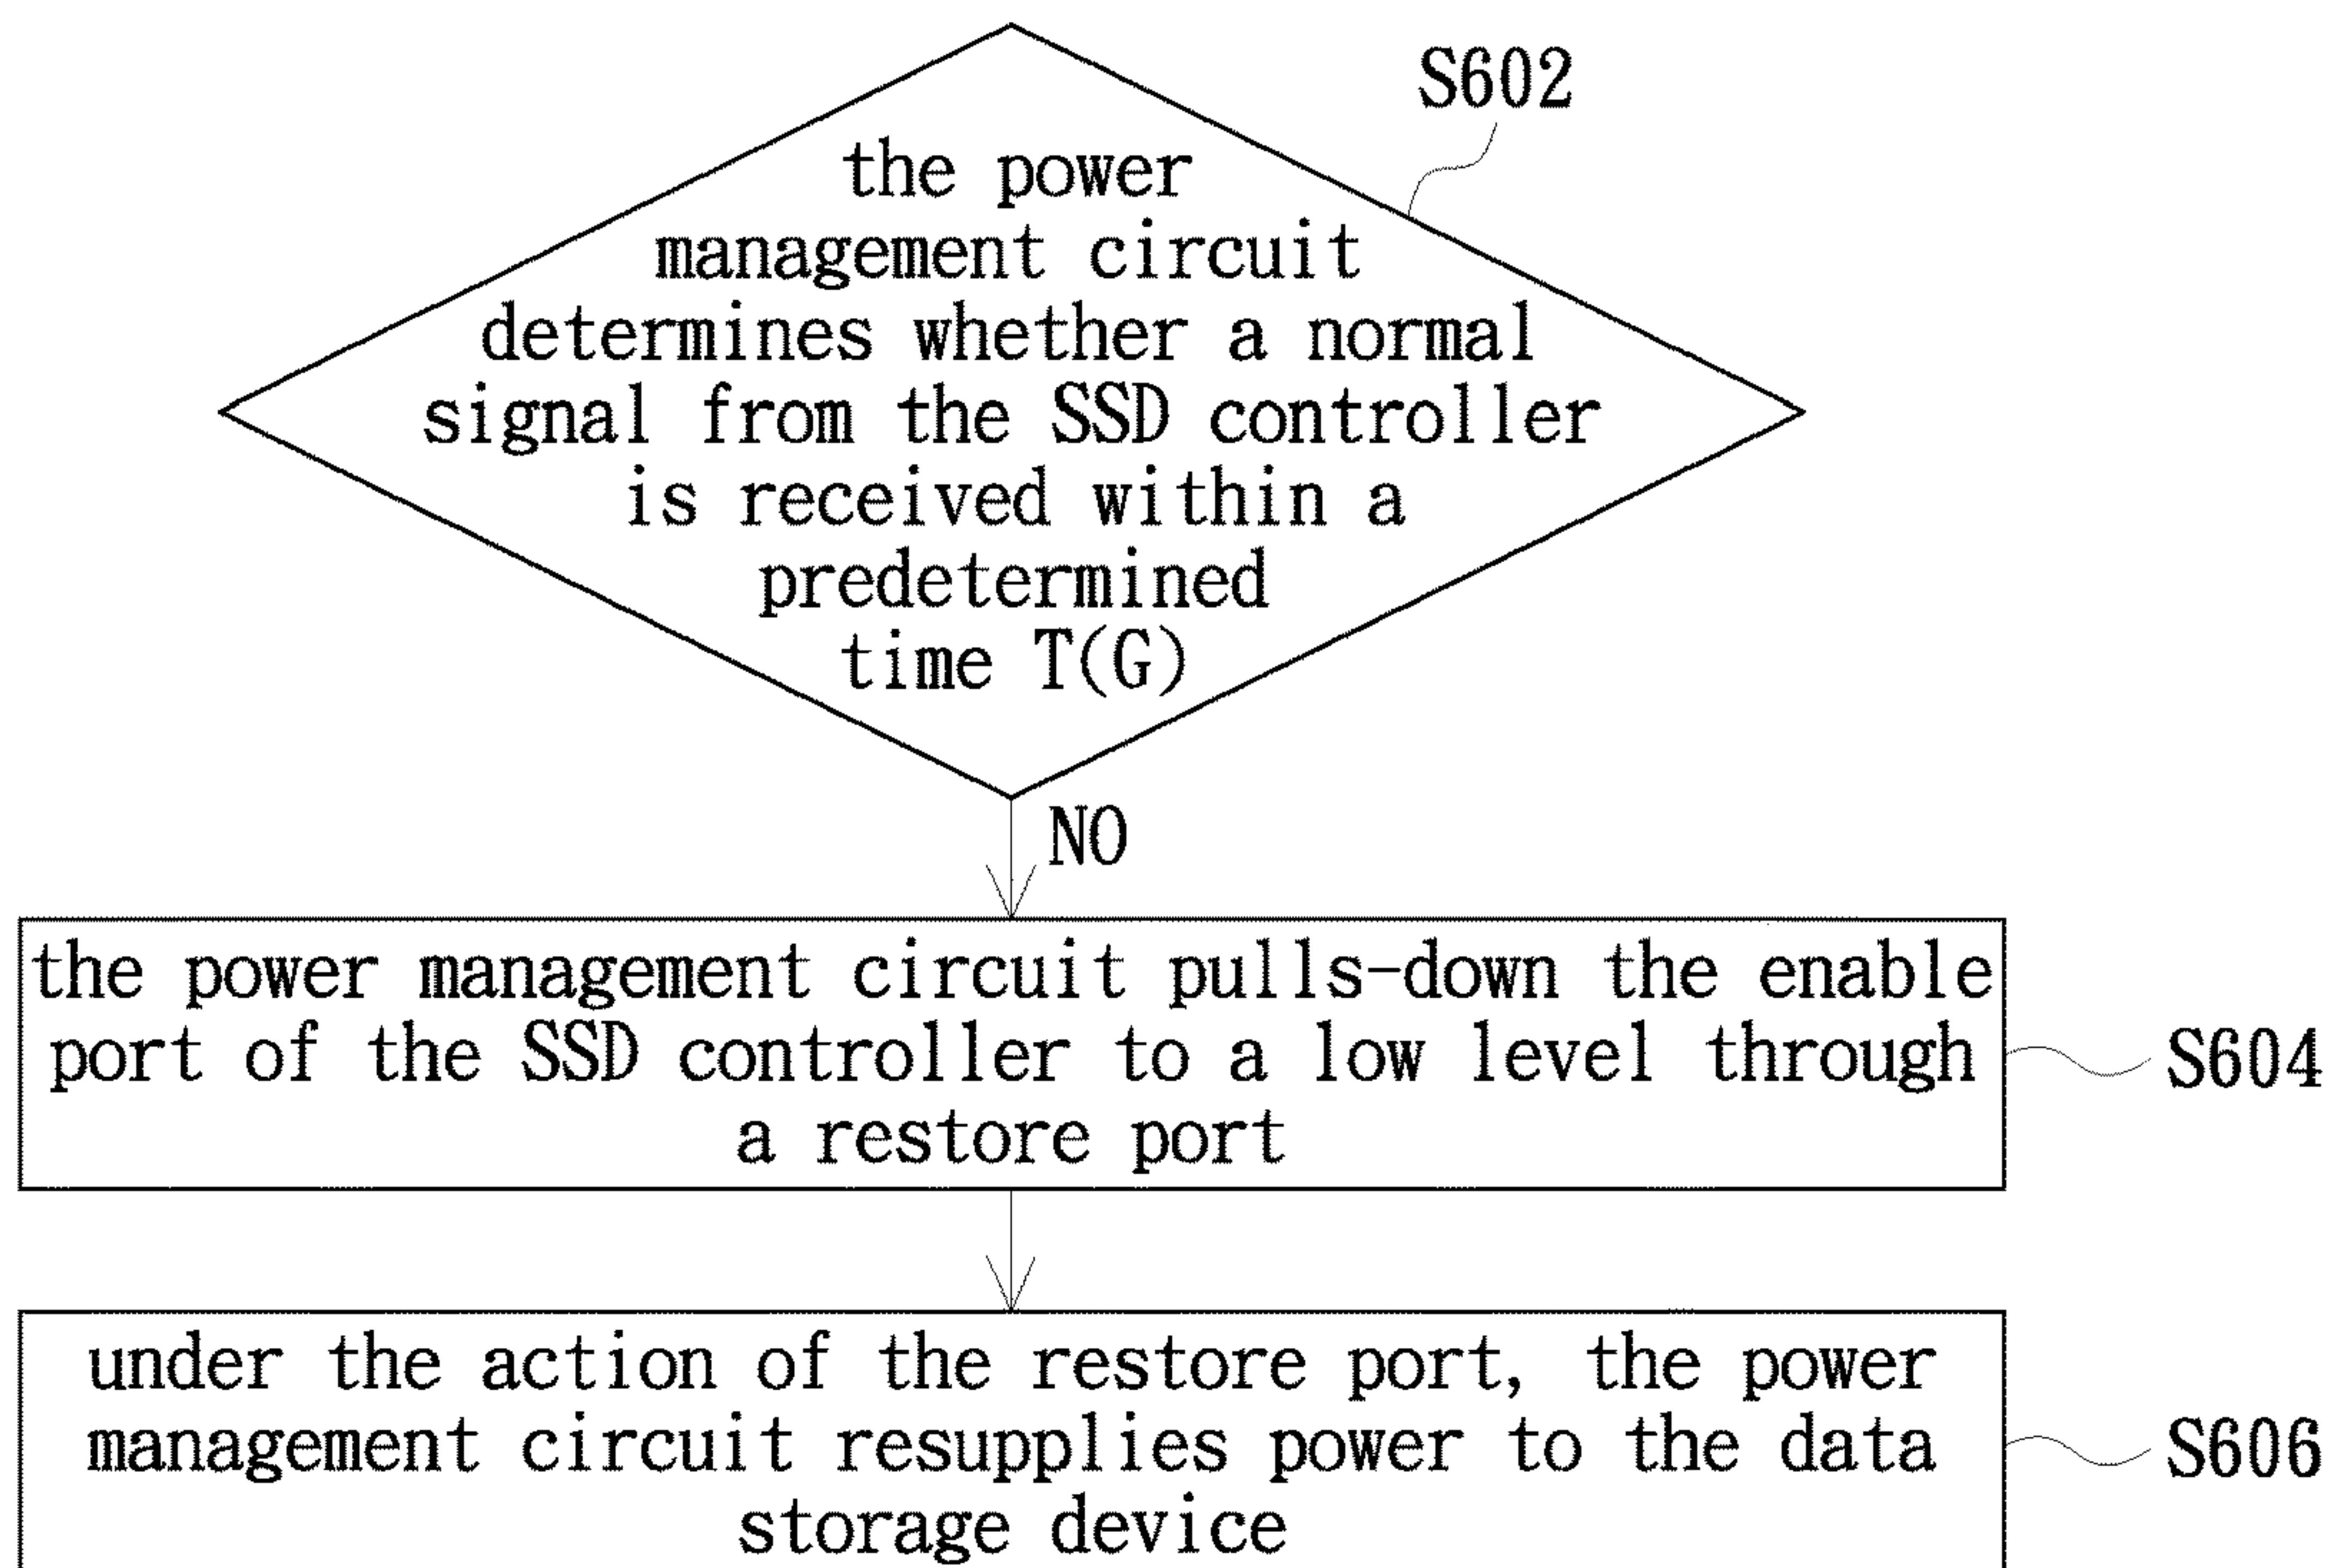 S602
the power
management circuit
determines whether a normal
signal from the SSD controller
is received within a
predetermined
time T(G)
NO
the power management circuit pulls-down the enable
port of the SSD controller to a low level through
a restore port
S604
under the action of the restore port, the power
management circuit resupplies power to the data
storage device
S606